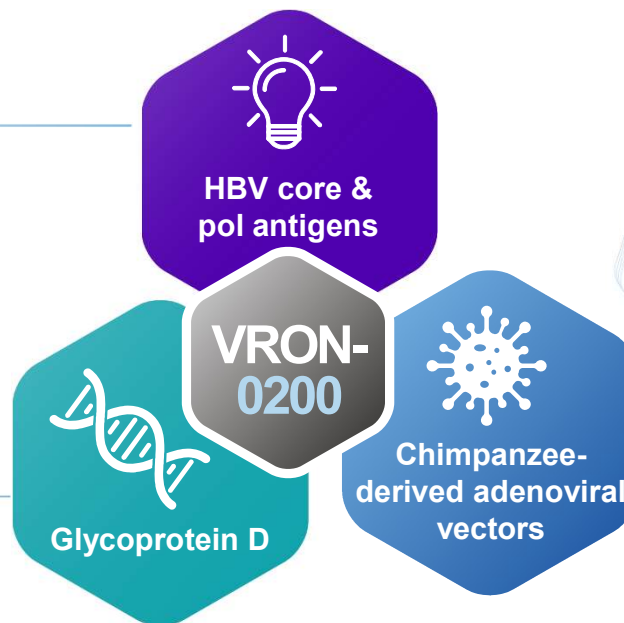 HBV core &
pol antigens
VRON-
0200
Glycoprotein D
Chimpanzee-
derived adenoviral
vectors